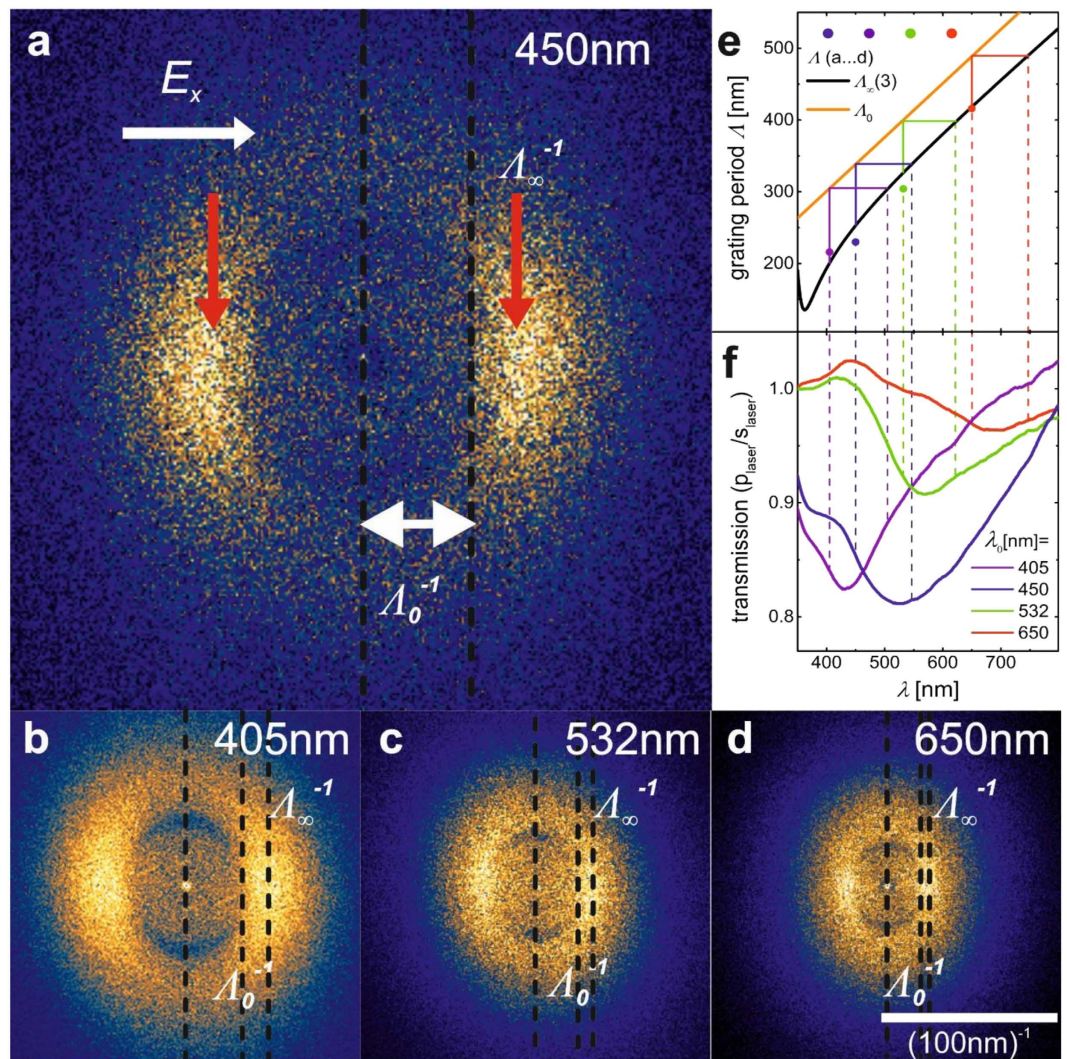 a
450nm
Eₓ
Λ∞⁻¹
Λ₀⁻¹
b
405nm
Λ∞⁻¹
Λ₀⁻¹
c
532nm
Λ∞⁻¹
Λ₀⁻¹
d
650nm
Λ∞⁻¹
Λ₀⁻¹
(100nm)⁻¹
e
Λ (a...d)
Λ∞(3)
Λ₀
grating period Λ [nm]
500
400
300
200
f
transmission (p_laser/s_laser)
1.0
0.9
0.8
λ₀[nm]=
405
450
532
650
400 500 600 700
λ [nm]